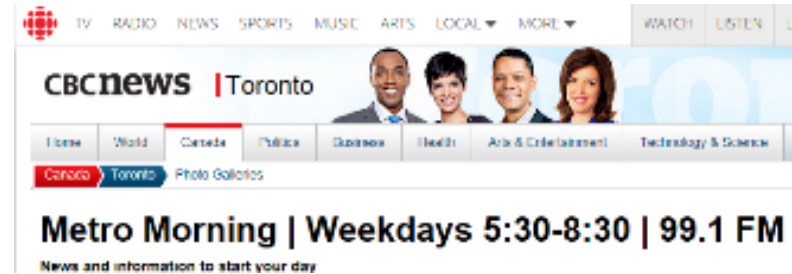 TV RADIO NEWS SPORTS MUSIC ARTS LOCAL MORE WATCH LISTEN
CBCnews | Toronto
Home World Canada Politics Business Health Arts & Entertainment Technology & Science
Canada Toronto Photo Galleries
Metro Morning | Weekdays 5:30-8:30 | 99.1 FM
News and information to start your day